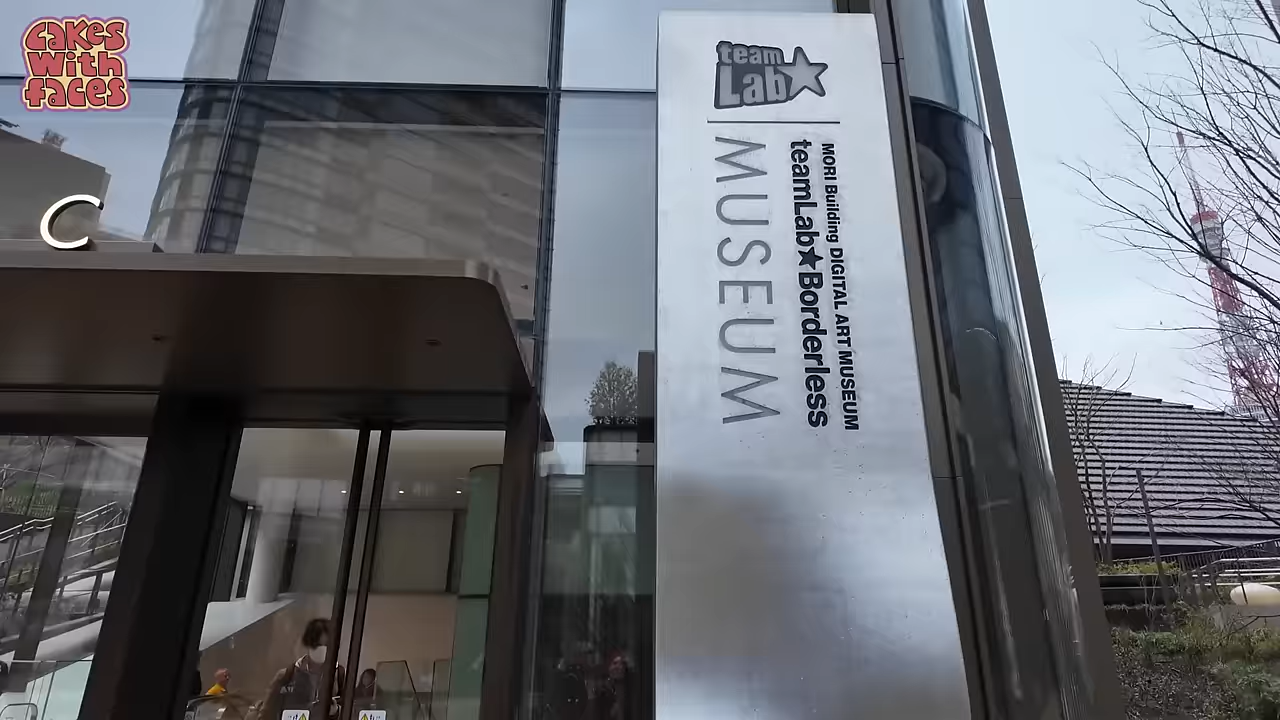 cakes
with
faces
C
team
Lab
MUSEUM
MORI Building DIGITAL ART MUSEUM
teamLab★Borderless